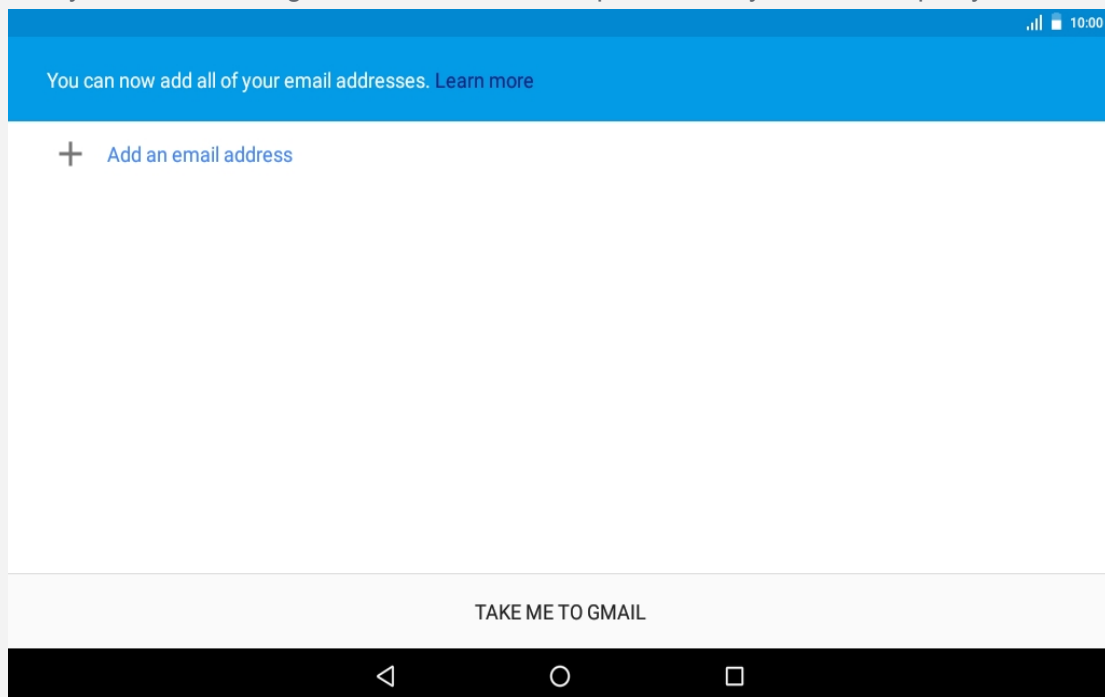 10:00
You can now add all of your email addresses. Learn more
Add an email address
TAKE ME TO GMAIL